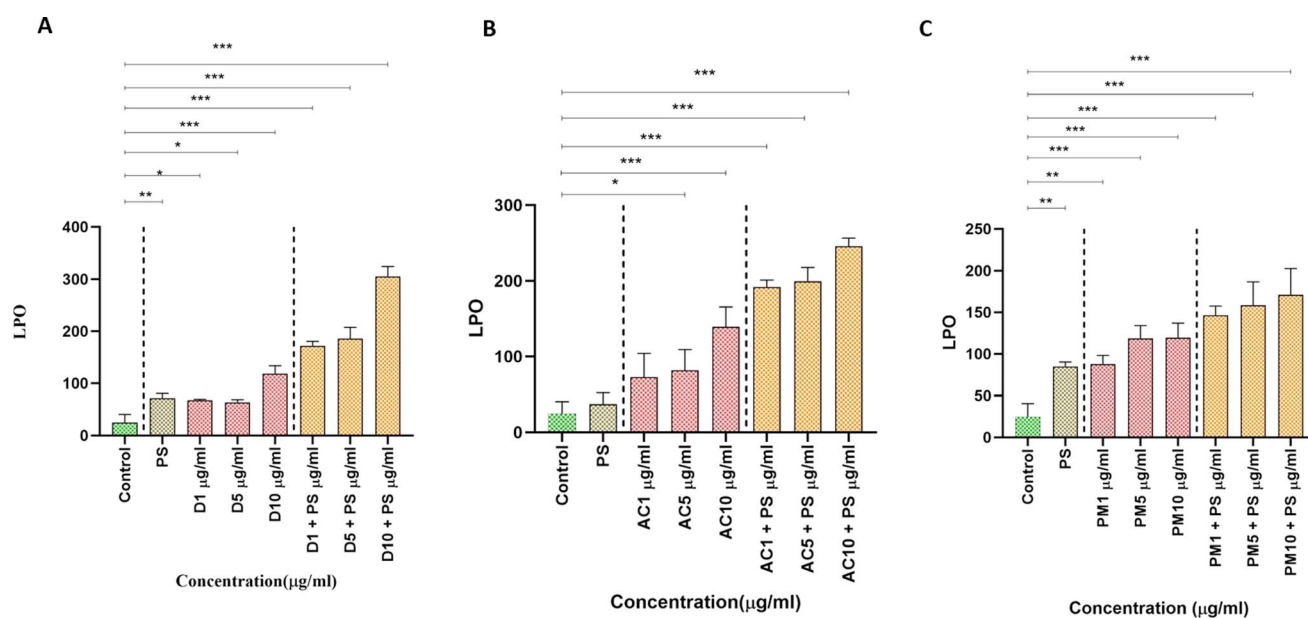 A
***
***
***
***
*
*
**
400
300
200
100
0
LPO
Control
PS
D1 μg/ml
D5 μg/ml
D10 μg/ml
D1 + PS μg/ml
D5 + PS μg/ml
D10 + PS μg/ml
Concentration(μg/ml)
B
***
***
***
***
*
300
200
100
0
LPO
Control
PS
AC1 μg/ml
AC5 μg/ml
AC10 μg/ml
AC1 + PS μg/ml
AC5 + PS μg/ml
AC10 + PS μg/ml
Concentration(μg/ml)
C
***
***
***
***
***
**
**
250
200
150
100
50
0
LPO
Control
PS
PM1 μg/ml
PM5 μg/ml
PM10 μg/ml
PM1 + PS μg/ml
PM5 + PS μg/ml
PM10 + PS μg/ml
Concentration (μg/ml)